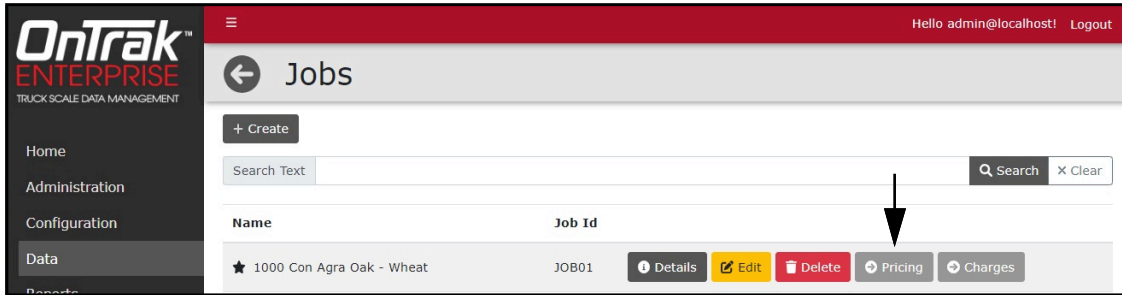 OnTrak™
ENTERPRISE
TRUCK SCALE DATA MANAGEMENT
Home
Administration
Configuration
Data
Reports
Hello admin@localhost! Logout
Jobs
+ Create
Search Text Search × Clear
Name Job Id
1000 Con Agra Oak - Wheat JOB01 Details Edit Delete Pricing Charges